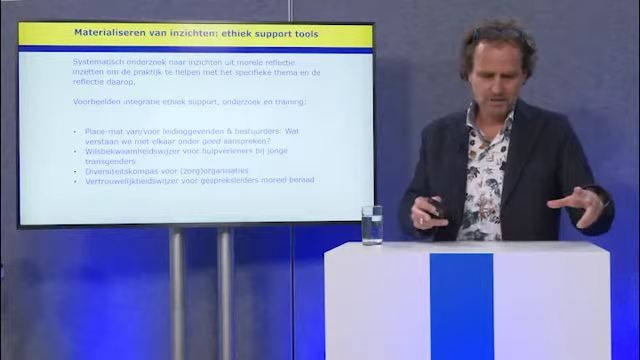 Materialiseren van inzichten: ethiek support tools
Systematisch onderzoek naar inzichten uit morele reflectie
inzetten om de praktijk te helpen met het specifieke thema en de
reflectie daarop.
Voorbeelden integratie ethiek support, onderzoek en training:
• Place-mat van/voor leidinggevenden & bestuurders: Wat
verstaan we met elkaar onder goed aanspreken?
• Wilsbekwaamheidswijzer voor hulpverleners bij jonge
transgenders
• Diversiteitskompas voor (zorg)organisaties
• Vertrouwelijkheidswijzer voor gespreksleiders moreel beraad